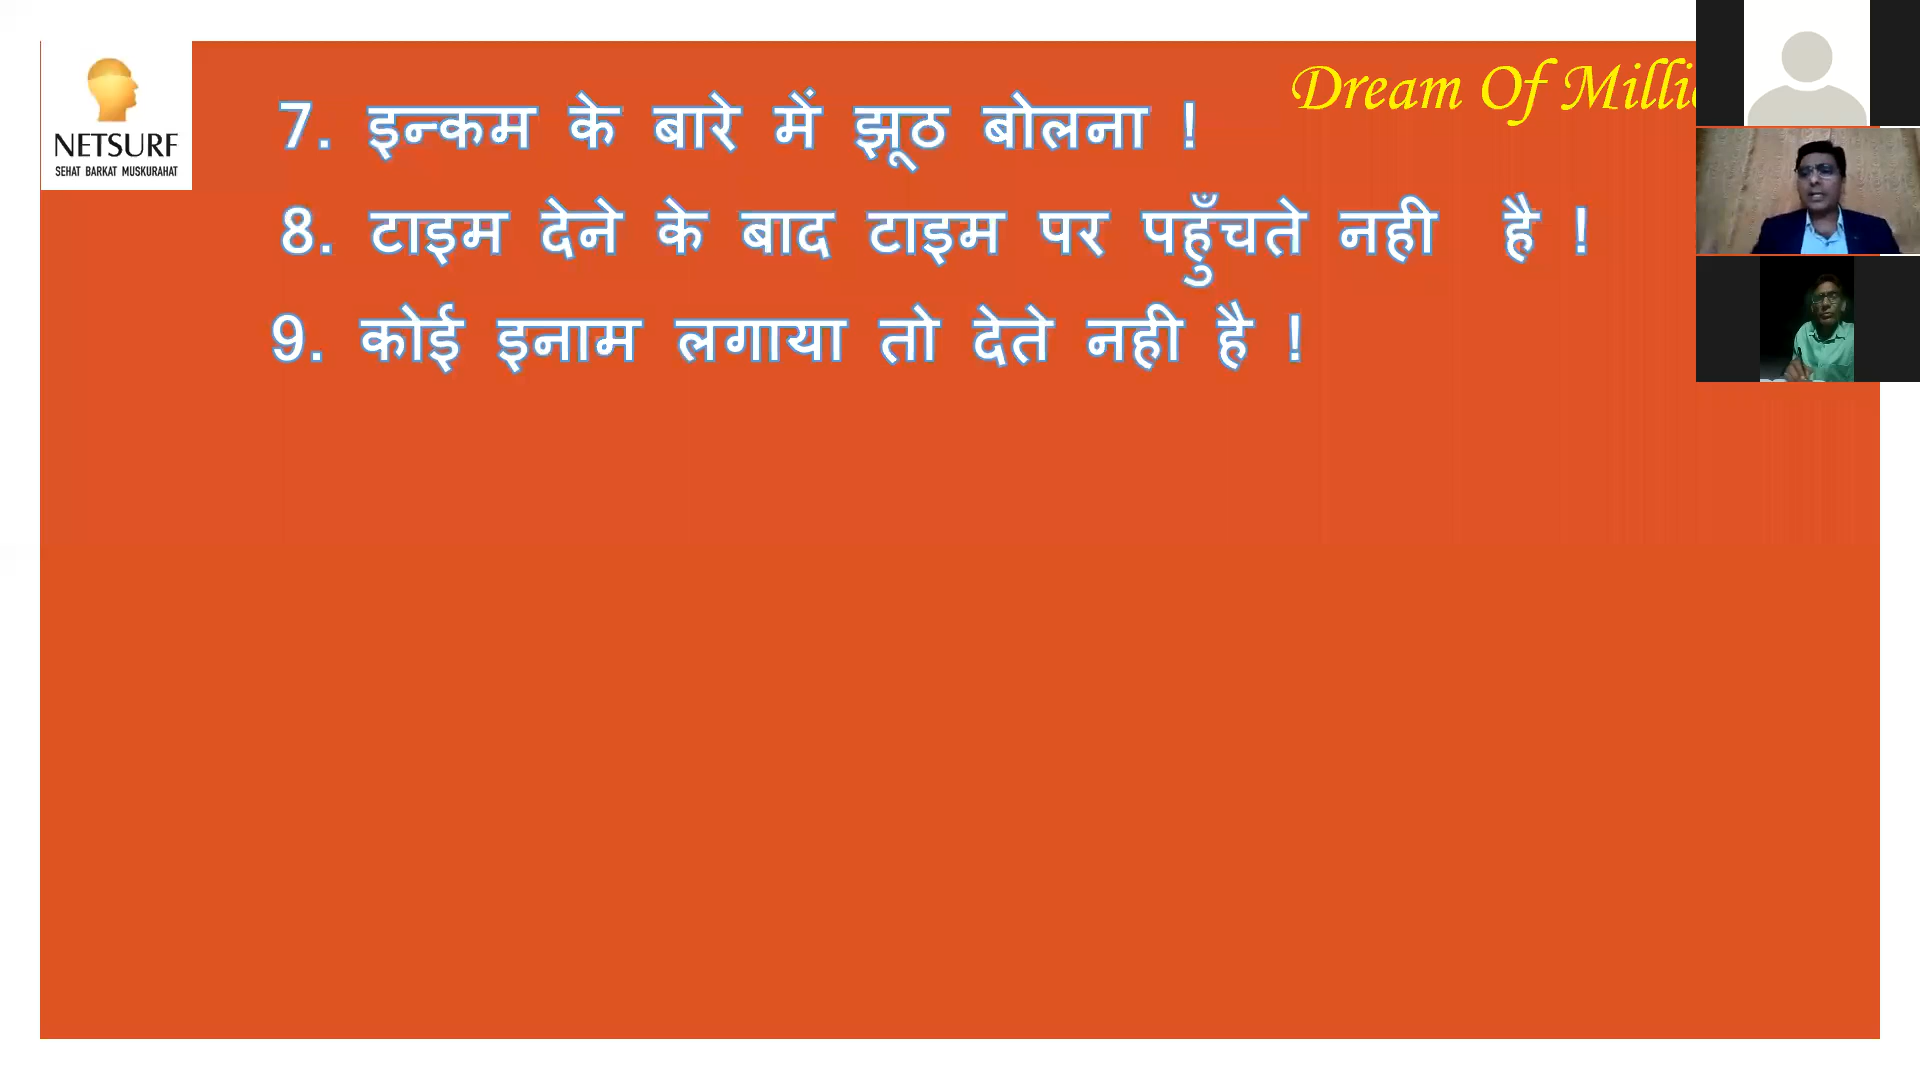 NETSURF
SEHAT BARKAT MUSKURAHAT
Dream Of
7. इन्कम के बारे में झूठ बोलना !
8. टाइम देने के बाद टाइम पर पहुँचते नही है !
9. कोई इनाम लगाया तो देते नही है !